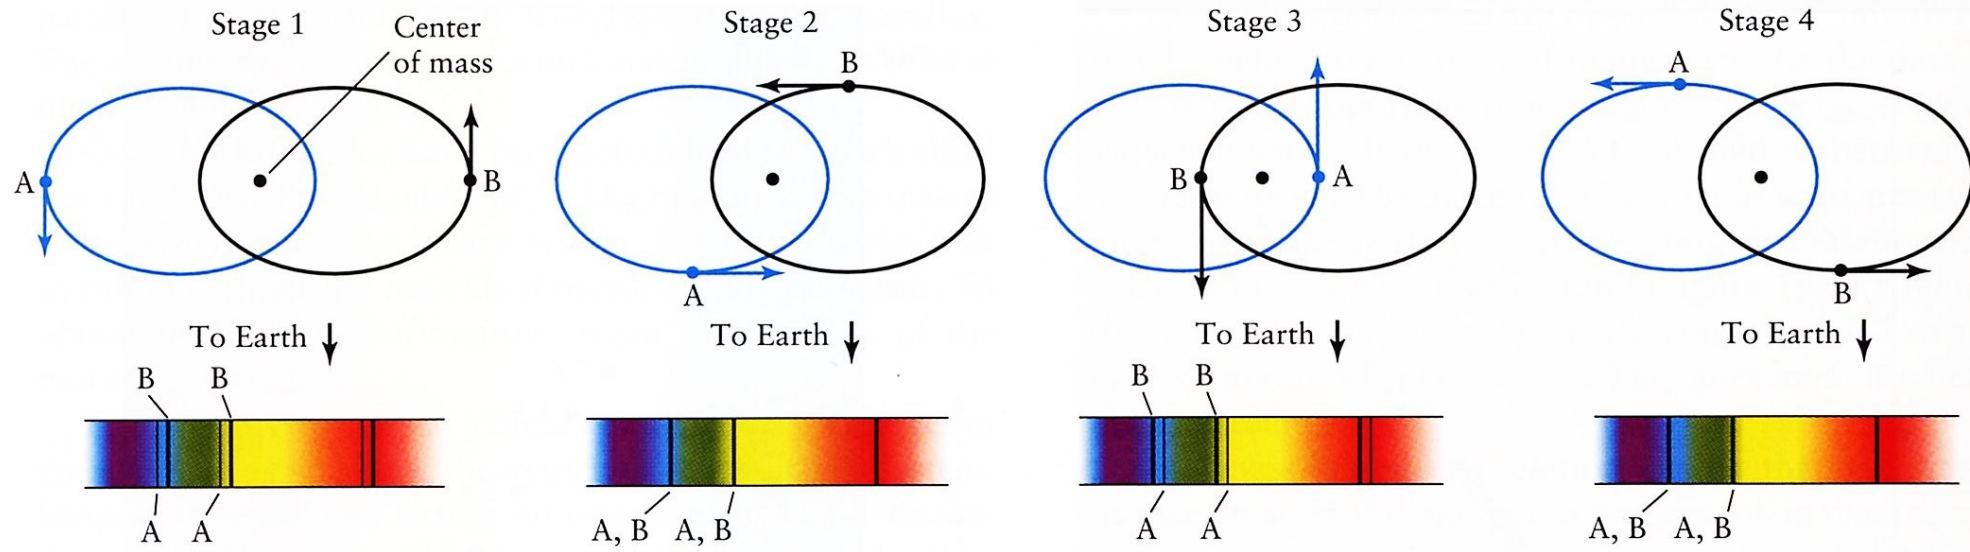 Stage 1
Center
of mass
A
B
To Earth
B B
A A
Stage 2
B
A
To Earth
A, B A, B
Stage 3
B
A
To Earth
B B
A A
Stage 4
A
B
To Earth
A, B A, B